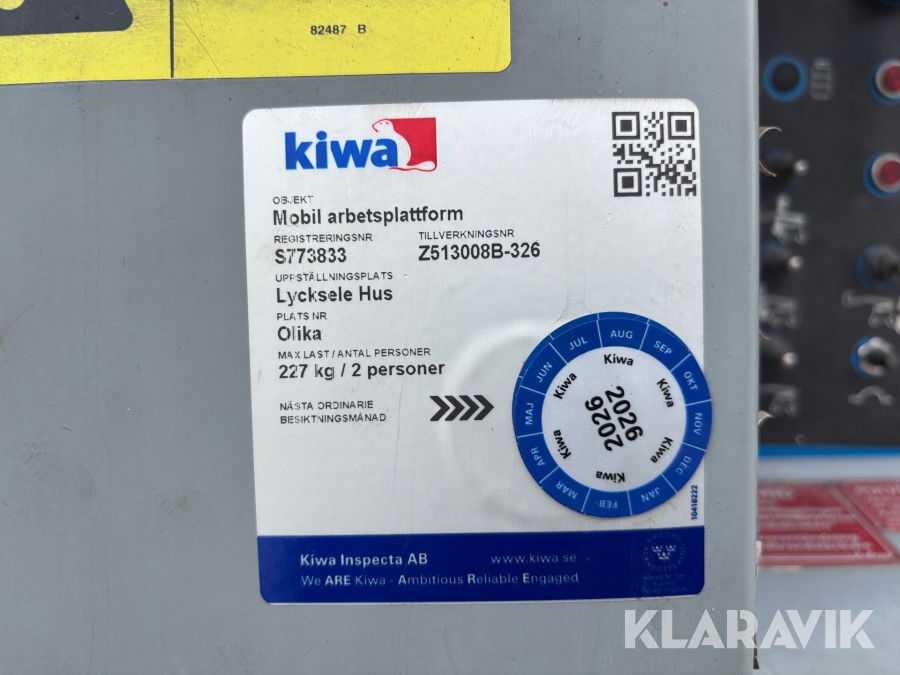 82487 B
kiwa
OBJEKT
Mobil arbetsplattform
REGISTRERINGSNR TILLVERKNINGSNR
S773833 Z513008B-326
UPPSTÄLLNINGSPLATS
Lycksele Hus
PLATS NR
Olika
MAX LAST / ANTAL PERSONER
227 kg / 2 personer
NÄSTA ORDINARIE
BESIKTNINGSMÅNAD
JAN FEB MAR APR MAJ JUN JUL AUG SEP OKT NOV DEC
Kiwa Kiwa Kiwa Kiwa Kiwa Kiwa
2026
2026
10418222
Kiwa Inspecta AB www.kiwa.se
We ARE Kiwa - Ambitious Reliable Engaged
KLARAVIK